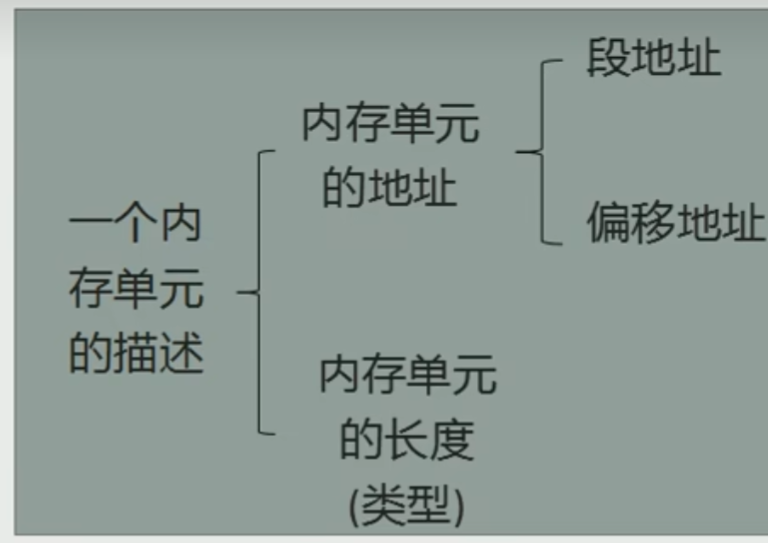 一个内
存单元
的描述
内存单元
的地址
段地址
偏移地址
内存单元
的长度
(类型)